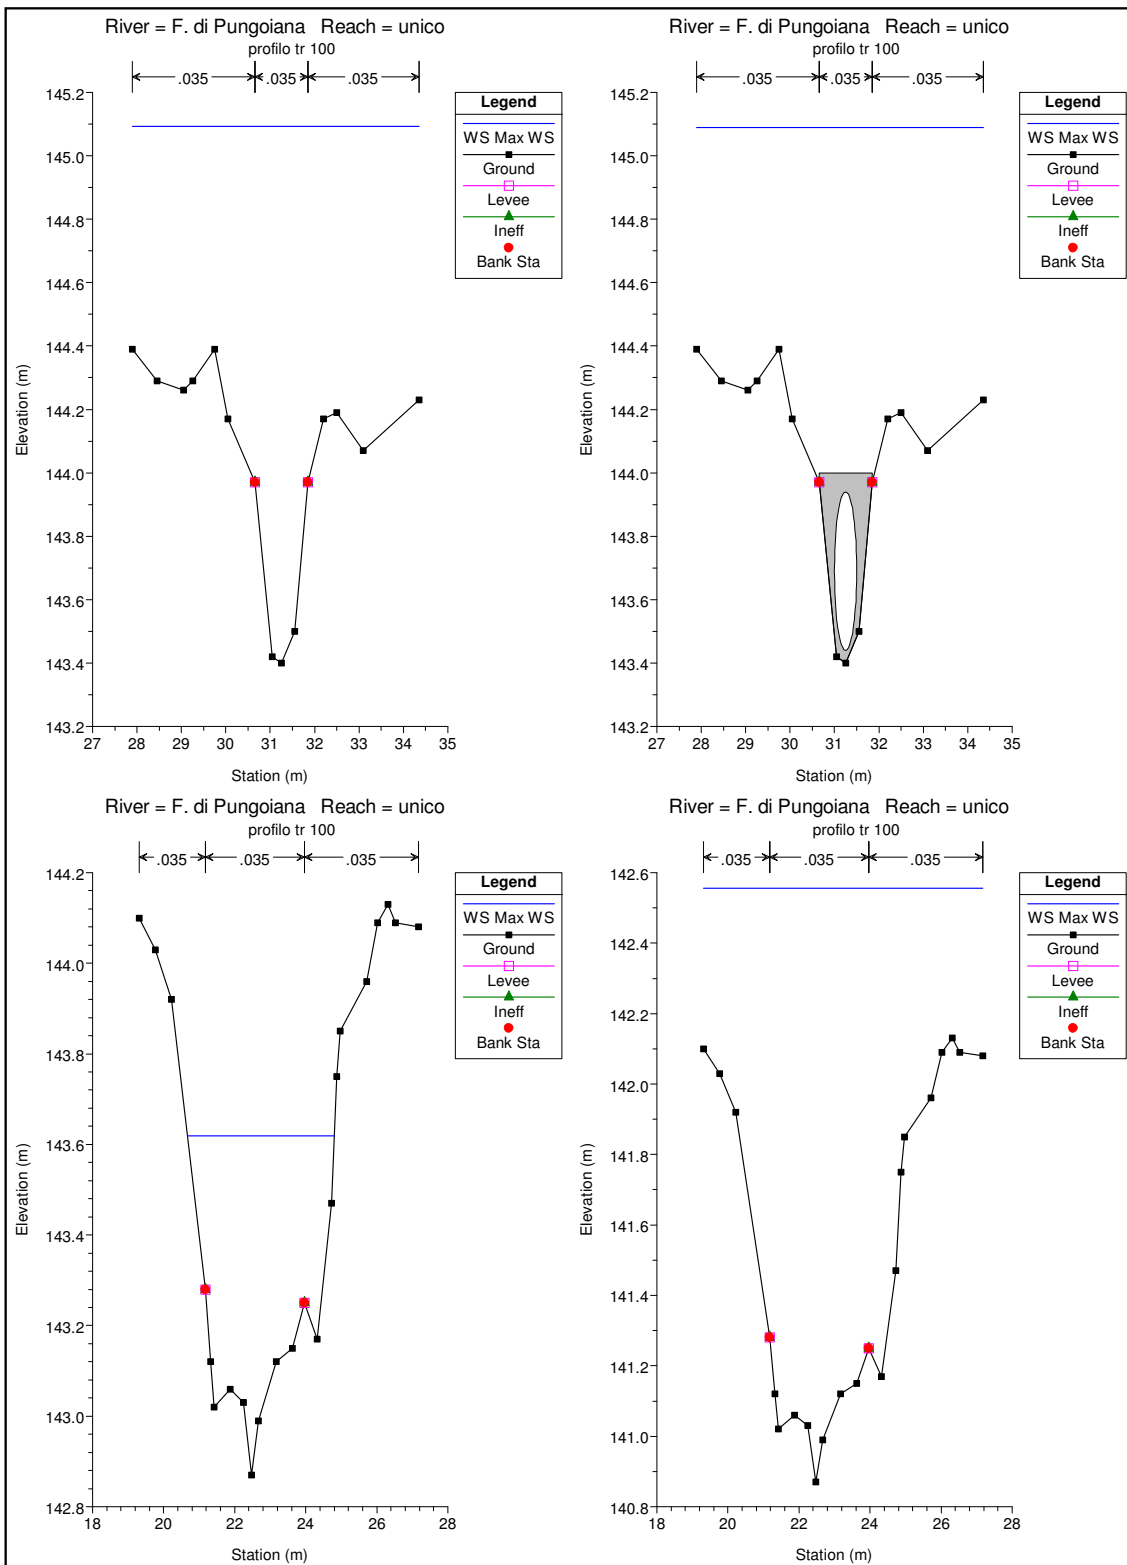 River = F. di Pungoiana   Reach = unico
profilo tr 100
.035 .035 .035
145.2
145.0
144.8
144.6
144.4
144.2
144.0
143.8
143.6
143.4
143.2
27 28 29 30 31 32 33 34 35
Station (m)
Elevation (m)
Legend
WS Max WS
Ground
Levee
Ineff
Bank Sta
River = F. di Pungoiana   Reach = unico
profilo tr 100
.035 .035 .035
145.2
145.0
144.8
144.6
144.4
144.2
144.0
143.8
143.6
143.4
143.2
27 28 29 30 31 32 33 34 35
Station (m)
Elevation (m)
Legend
WS Max WS
Ground
Levee
Ineff
Bank Sta
River = F. di Pungoiana   Reach = unico
profilo tr 100
.035 .035 .035
144.2
144.0
143.8
143.6
143.4
143.2
143.0
142.8
18 20 22 24 26 28
Station (m)
Elevation (m)
Legend
WS Max WS
Ground
Levee
Ineff
Bank Sta
River = F. di Pungoiana   Reach = unico
profilo tr 100
.035 .035 .035
142.6
142.4
142.2
142.0
141.8
141.6
141.4
141.2
141.0
140.8
18 20 22 24 26 28
Station (m)
Elevation (m)
Legend
WS Max WS
Ground
Levee
Ineff
Bank Sta